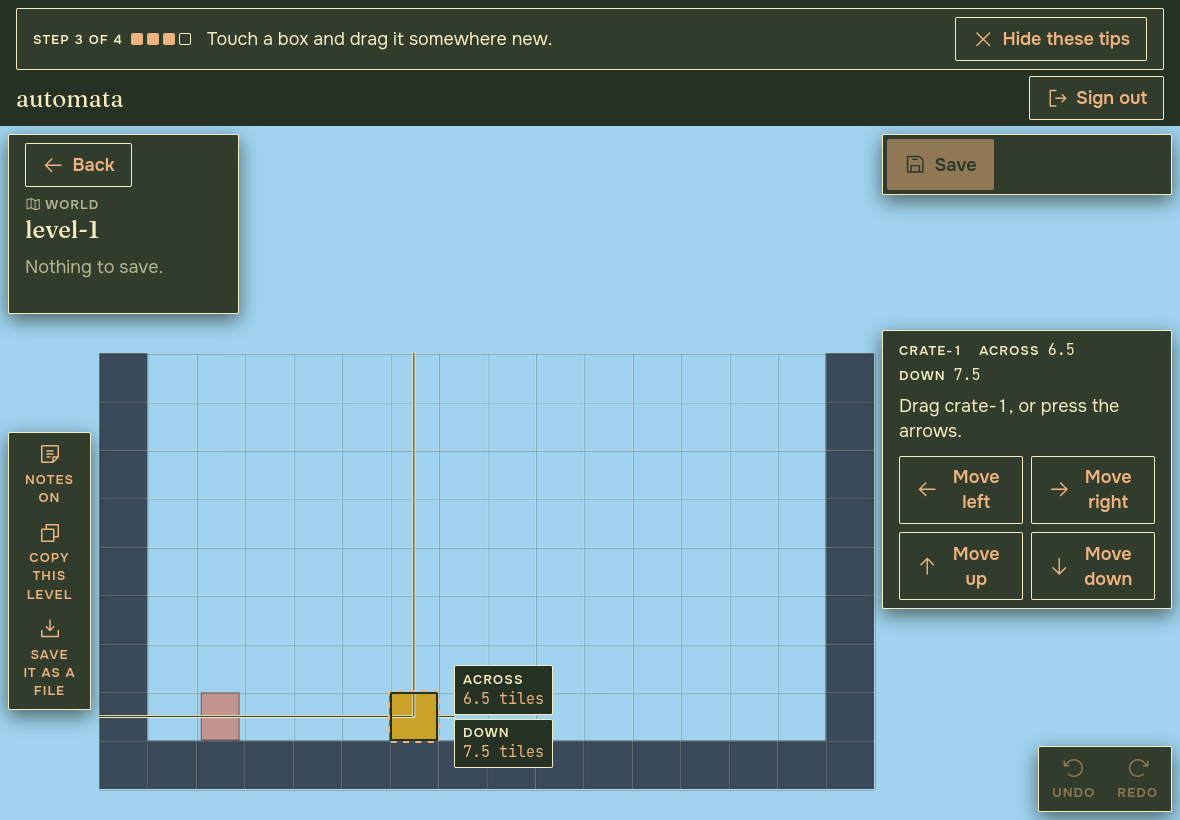 STEP 3 OF 4
Touch a box and drag it somewhere new.
Hide these tips
automata
Sign out
Back
WORLD
level-1
Nothing to save.
Save
CRATE-1 ACROSS 6.5
DOWN 7.5
Drag crate-1, or press the
arrows.
Move
left
Move
right
Move
up
Move
down
NOTES
ON
COPY
THIS
LEVEL
SAVE
IT AS A
FILE
ACROSS
6.5 tiles
DOWN
7.5 tiles
UNDO
REDO